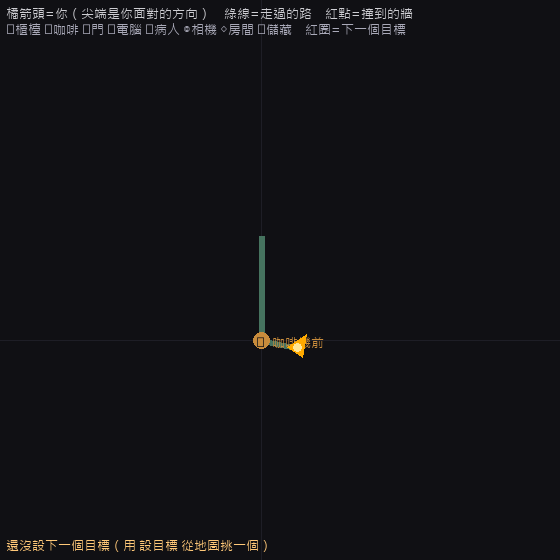 橘箭頭=你（尖端是你面對的方向）　綠線=走過的路　紅點=撞到的牆
▯櫃檯 ▯咖啡 ▯門 ▯電腦 ▯病人 ◉相機 ◇房間 ▯儲藏　紅圈=下一個目標
▯ 咖啡機前
還沒設下一個目標（用 設目標 從地圖挑一個）